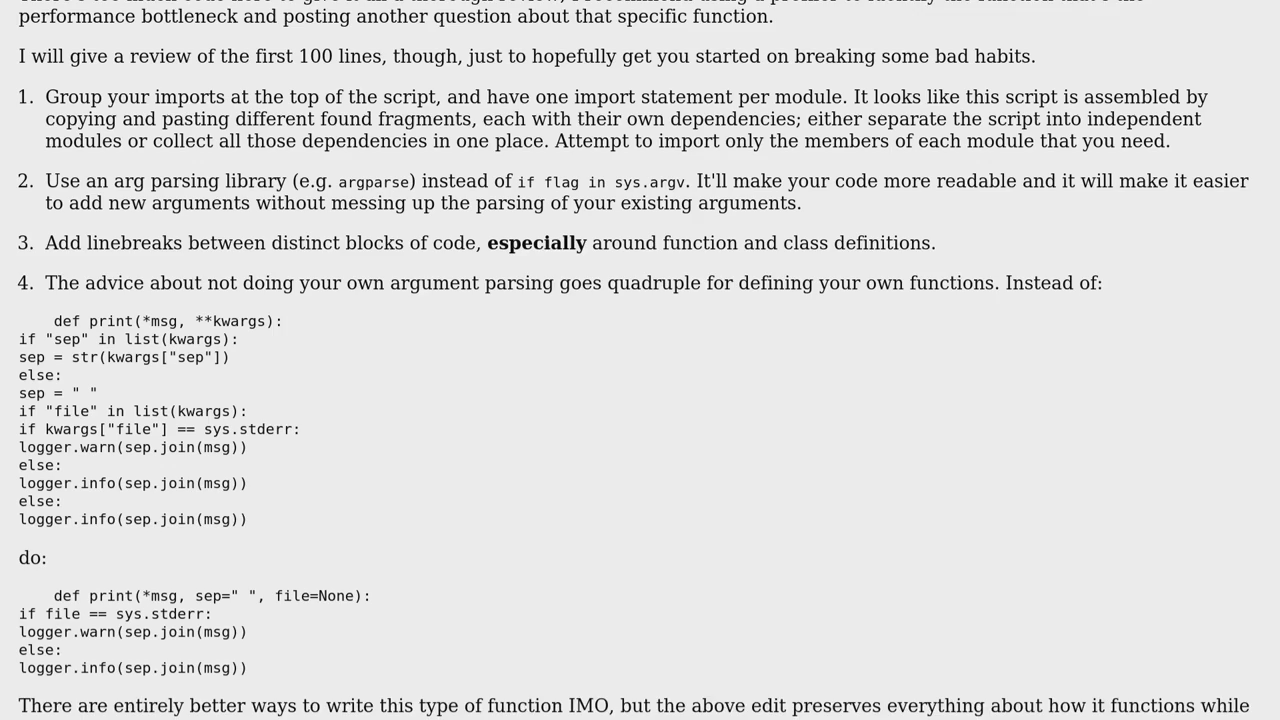 performance bottleneck and posting another question about that specific function.
I will give a review of the first 100 lines, though, just to hopefully get you started on breaking some bad habits.
1. Group your imports at the top of the script, and have one import statement per module. It looks like this script is assembled by
copying and pasting different found fragments, each with their own dependencies; either separate the script into independent
modules or collect all those dependencies in one place. Attempt to import only the members of each module that you need.
2. Use an arg parsing library (e.g. argparse) instead of if flag in sys.argv. It'll make your code more readable and it will make it easier
to add new arguments without messing up the parsing of your existing arguments.
3. Add linebreaks between distinct blocks of code, especially around function and class definitions.
4. The advice about not doing your own argument parsing goes quadruple for defining your own functions. Instead of:
    def print(*msg, **kwargs):
if "sep" in list(kwargs):
sep = str(kwargs["sep"])
else:
sep = " "
if "file" in list(kwargs):
if kwargs["file"] == sys.stderr:
logger.warn(sep.join(msg))
else:
logger.info(sep.join(msg))
else:
logger.info(sep.join(msg))
do:
    def print(*msg, sep=" ", file=None):
if file == sys.stderr:
logger.warn(sep.join(msg))
else:
logger.info(sep.join(msg))
There are entirely better ways to write this type of function IMO, but the above edit preserves everything about how it functions while